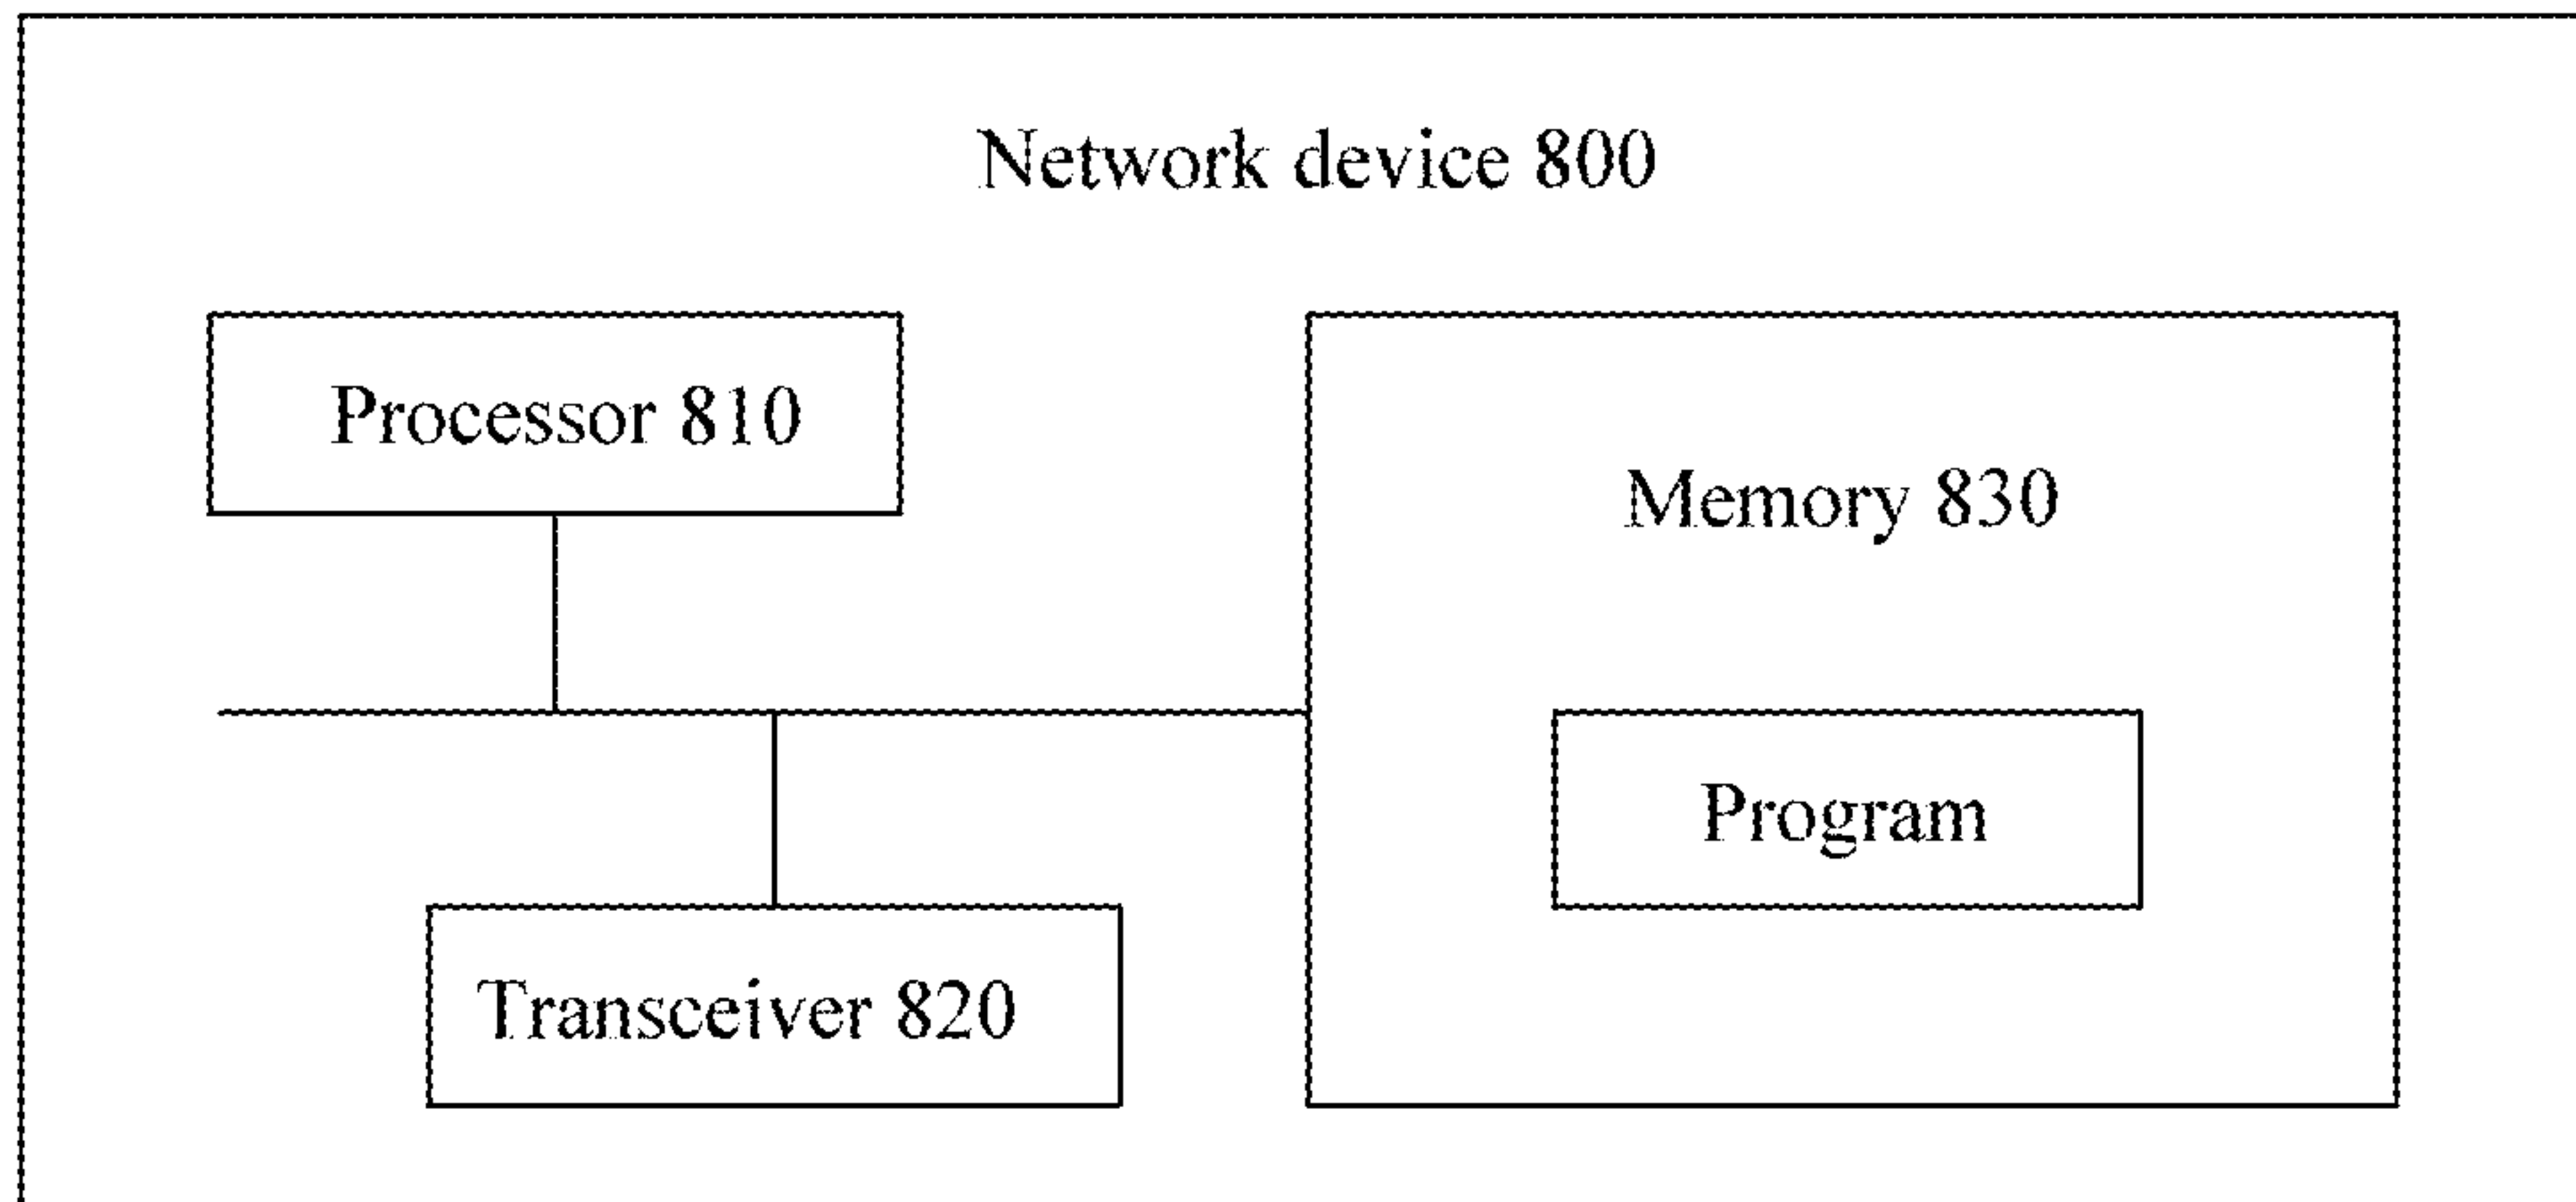 Network device 800
Processor 810
Memory 830
Program
Transceiver 820